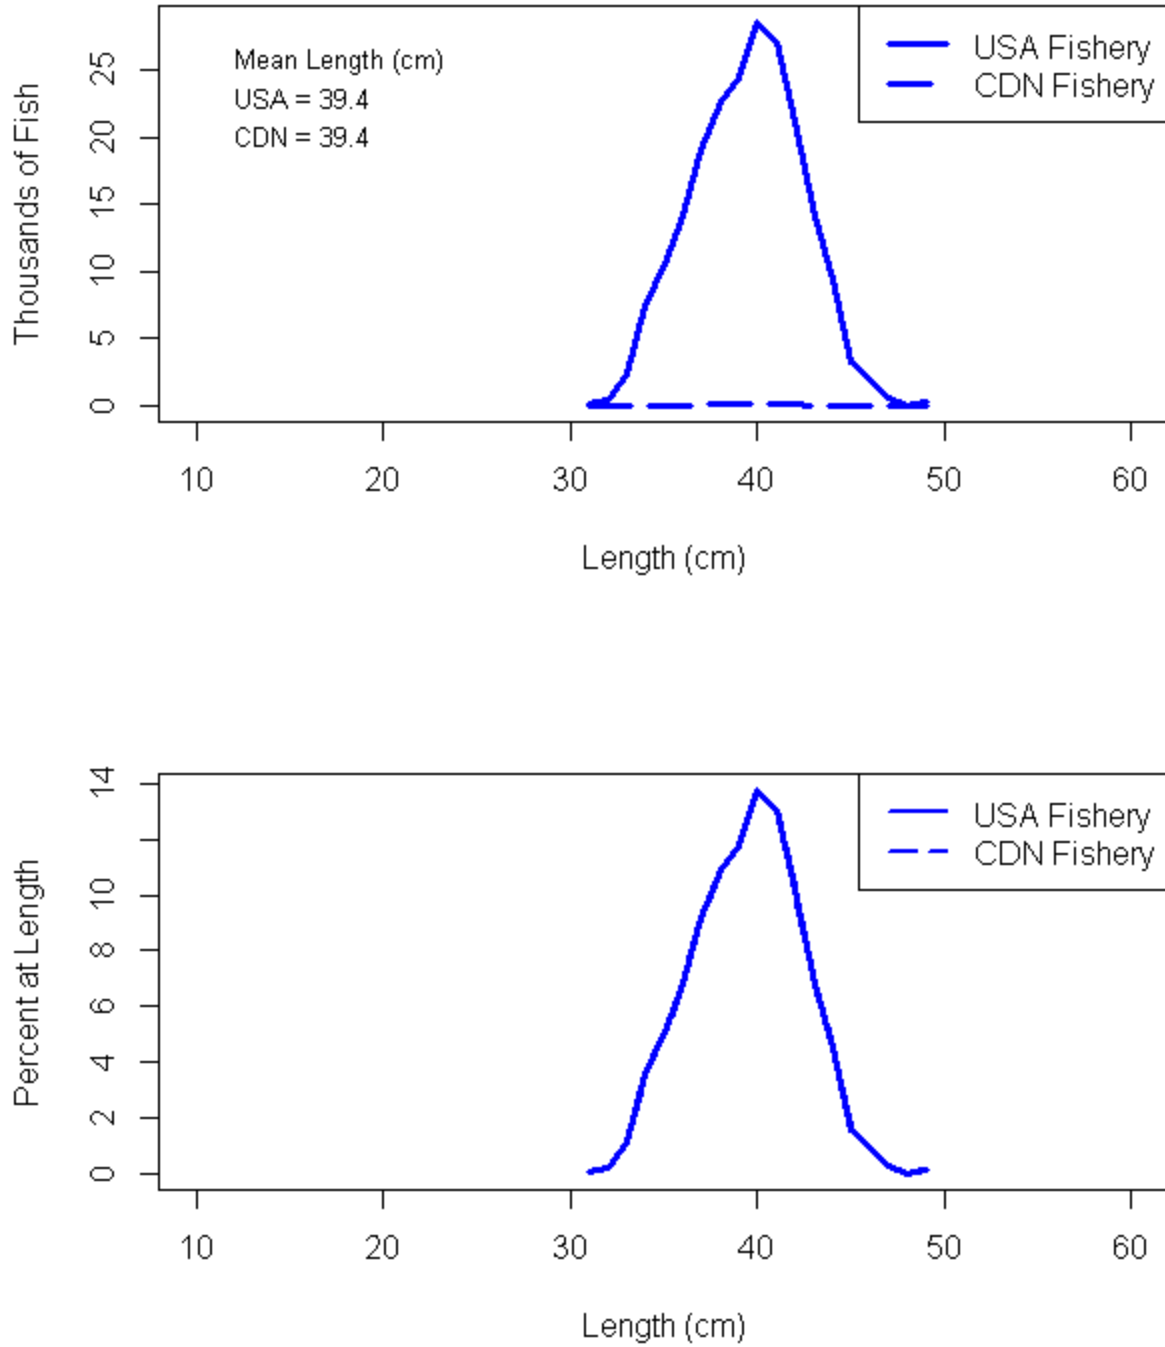 Mean Length (cm)
USA = 39.4
CDN = 39.4
USA Fishery
CDN Fishery
Thousands of Fish
25
20
15
10
5
0
10 20 30 40 50 60
Length (cm)
USA Fishery
CDN Fishery
Percent at Length
14
10
8
6
4
2
0
10 20 30 40 50 60
Length (cm)